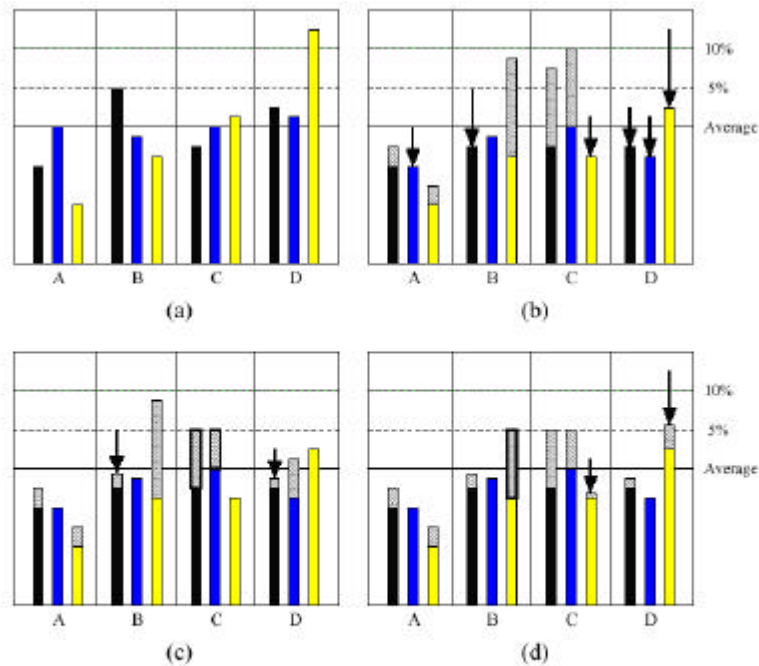 10%
5%
Average
A B C D A B C D
(a) (b)
10%
5%
Average
A B C D A B C D
(c) (d)